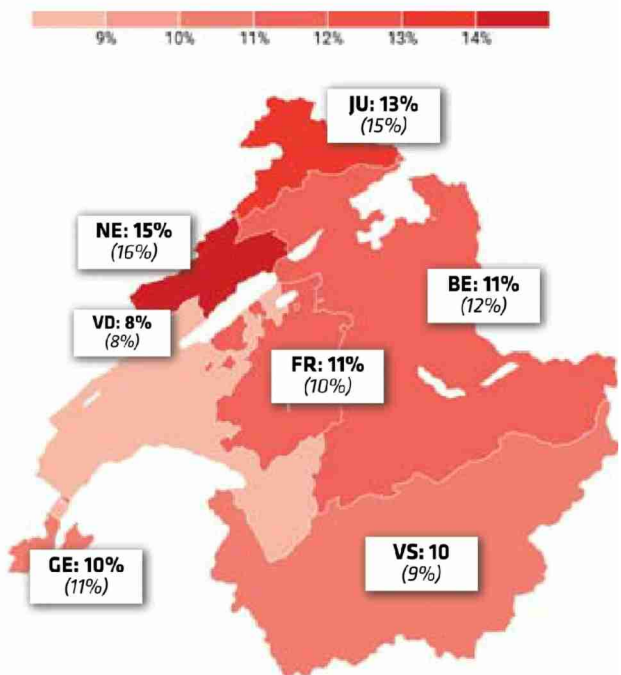 9% 10% 11% 12% 13% 14%
JU: 13%
(15%)
NE: 15%
(16%)
BE: 11%
(12%)
VD: 8%
(8%)
FR: 11%
(10%)
GE: 10%
(11%)
VS: 10
(9%)